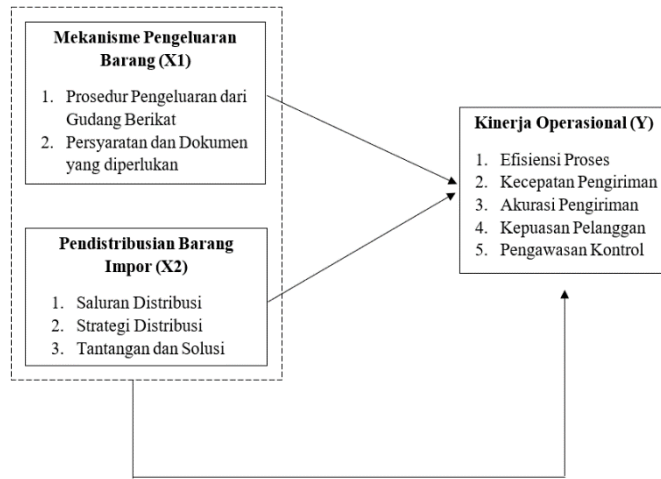 Mekanisme Pengeluaran
Barang (X1)
1. Prosedur Pengeluaran dari
Gudang Berikat
2. Persyaratan dan Dokumen
yang diperlukan
Pendistribusian Barang
Impor (X2)
1. Saluran Distribusi
2. Strategi Distribusi
3. Tantangan dan Solusi
Kinerja Operasional (Y)
1. Efisiensi Proses
2. Kecepatan Pengiriman
3. Akurasi Pengiriman
4. Kepuasan Pelanggan
5. Pengawasan Kontrol